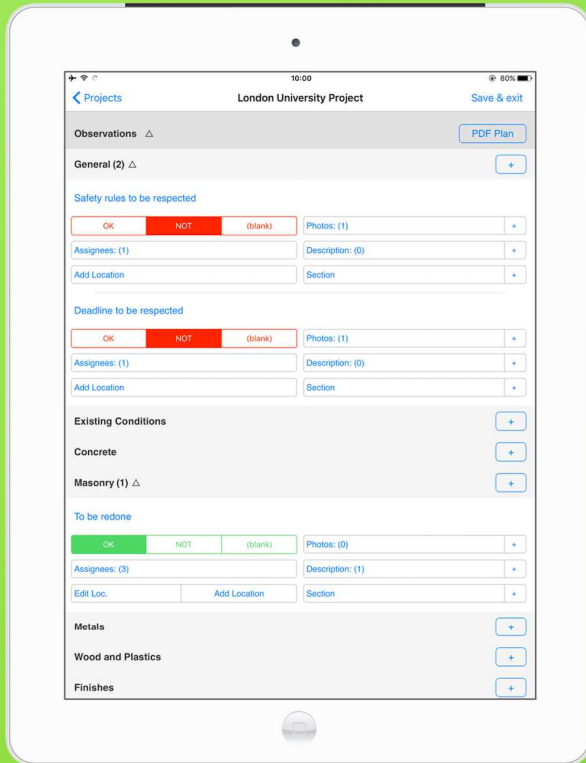 10:00 80%
Projects London University Project Save & exit
Observations △ PDF Plan
General (2) △ +
Safety rules to be respected
OK NOT (blank) Photos: (1) +
Assignees: (1) Description: (0) +
Add Location Section +
Deadline to be respected
OK NOT (blank) Photos: (1) +
Assignees: (1) Description: (0) +
Add Location Section +
Existing Conditions +
Concrete +
Masonry (1) △ +
To be redone
OK NOT (blank) Photos: (0) +
Assignees: (3) Description: (1) +
Edit Loc. Add Location Section +
Metals +
Wood and Plastics +
Finishes +